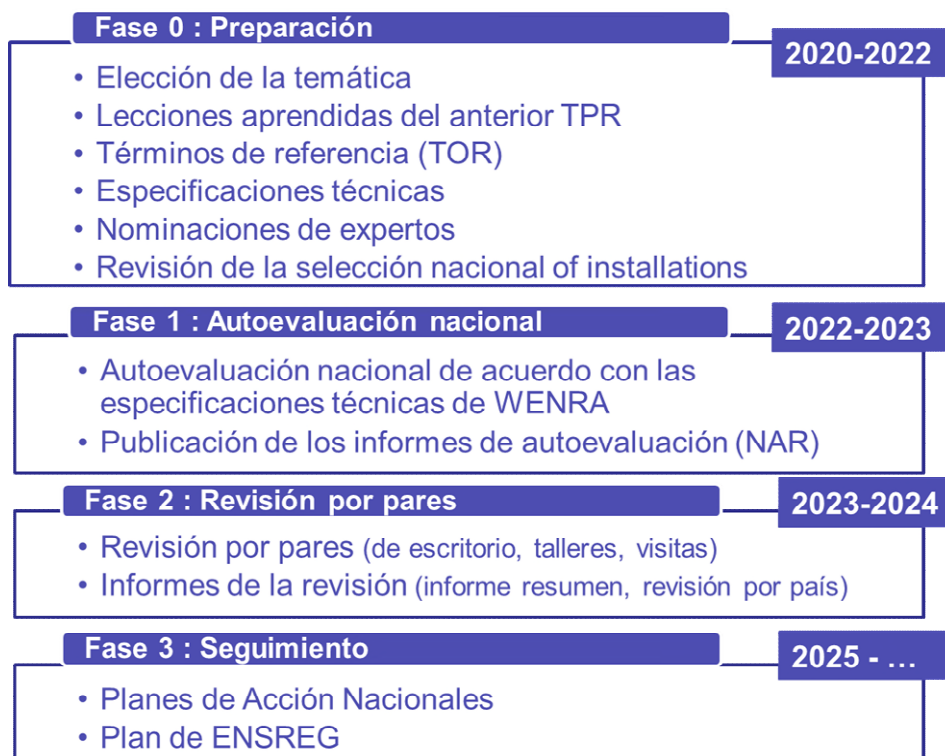 Fase 0 : Preparación
2020-2022
• Elección de la temática
• Lecciones aprendidas del anterior TPR
• Términos de referencia (TOR)
• Especificaciones técnicas
• Nominaciones de expertos
• Revisión de la selección nacional of installations
Fase 1 : Autoevaluación nacional
2022-2023
• Autoevaluación nacional de acuerdo con las
especificaciones técnicas de WENRA
• Publicación de los informes de autoevaluación (NAR)
Fase 2 : Revisión por pares
2023-2024
• Revisión por pares (de escritorio, talleres, visitas)
• Informes de la revisión (informe resumen, revisión por país)
Fase 3 : Seguimiento
2025 - ...
• Planes de Acción Nacionales
• Plan de ENSREG